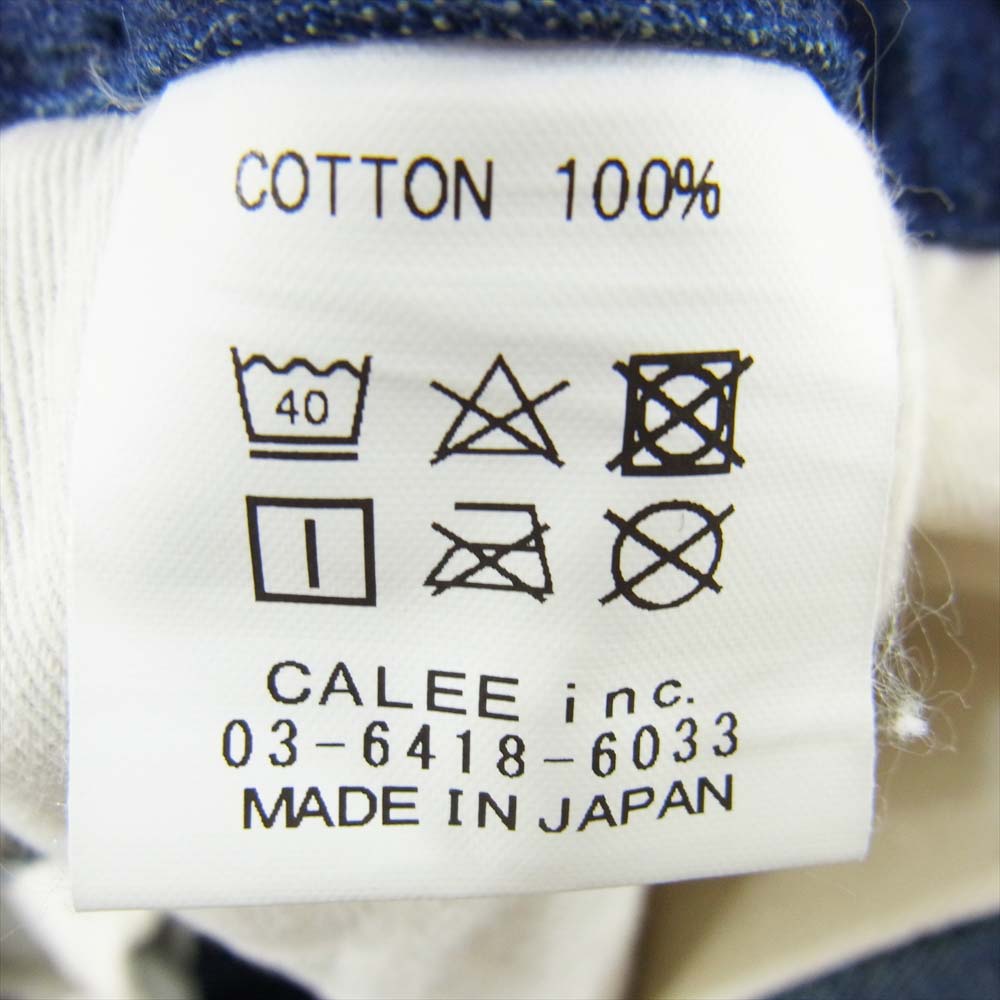 COTTON 100%
40
CALEE inc.
03-6418-6033
MADE IN JAPAN